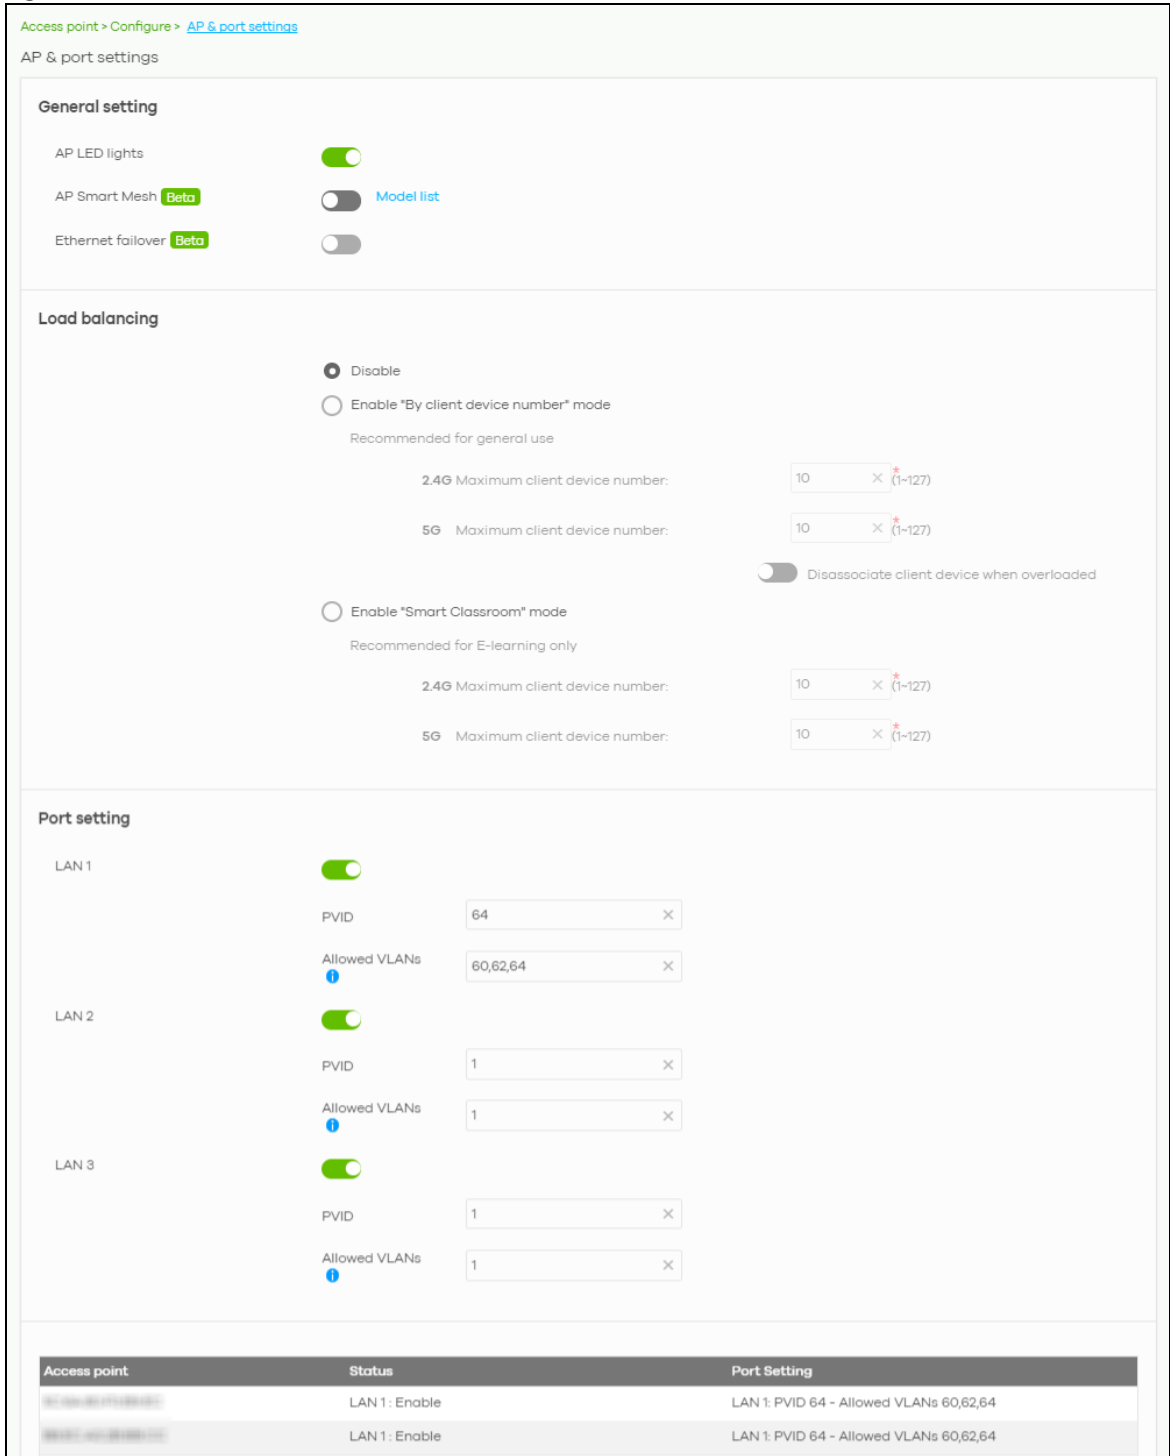 Access point > Configure > AP & port settings
AP & port settings
General setting
AP LED lights
AP Smart Mesh Beta Model list
Ethernet failover Beta
Load balancing
Disable
Enable "By client device number" mode
Recommended for general use
2.4G Maximum client device number: 10 × * (1~127)
5G Maximum client device number: 10 × * (1~127)
Disassociate client device when overloaded
Enable "Smart Classroom" mode
Recommended for E-learning only
2.4G Maximum client device number: 10 × * (1~127)
5G Maximum client device number: 10 × * (1~127)
Port setting
LAN 1
PVID 64 ×
Allowed VLANs 60,62,64 ×
LAN 2
PVID 1 ×
Allowed VLANs 1 ×
LAN 3
PVID 1 ×
Allowed VLANs 1 ×
Access point Status Port Setting
LAN 1 : Enable LAN 1: PVID 64 - Allowed VLANs 60,62,64
LAN 1 : Enable LAN 1: PVID 64 - Allowed VLANs 60,62,64